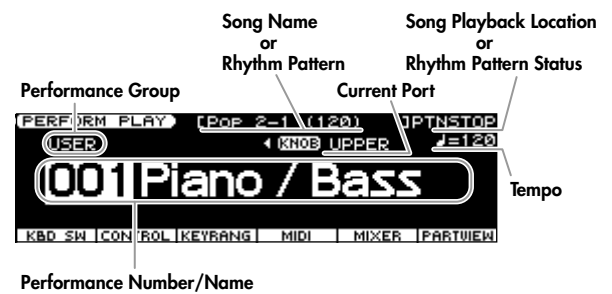 Song Name
or
Rhythm Pattern
Song Playback Location
or
Rhythm Pattern Status
Performance Group
Current Port
PERFORM PLAY [Pop 2-1 (120) ]PTNSTOP
USER KNOB UPPER ♩=120
001 Piano / Bass
Tempo
KBD SW CONTROL KEYRANG MIDI MIXER PARTVIEW
Performance Number/Name